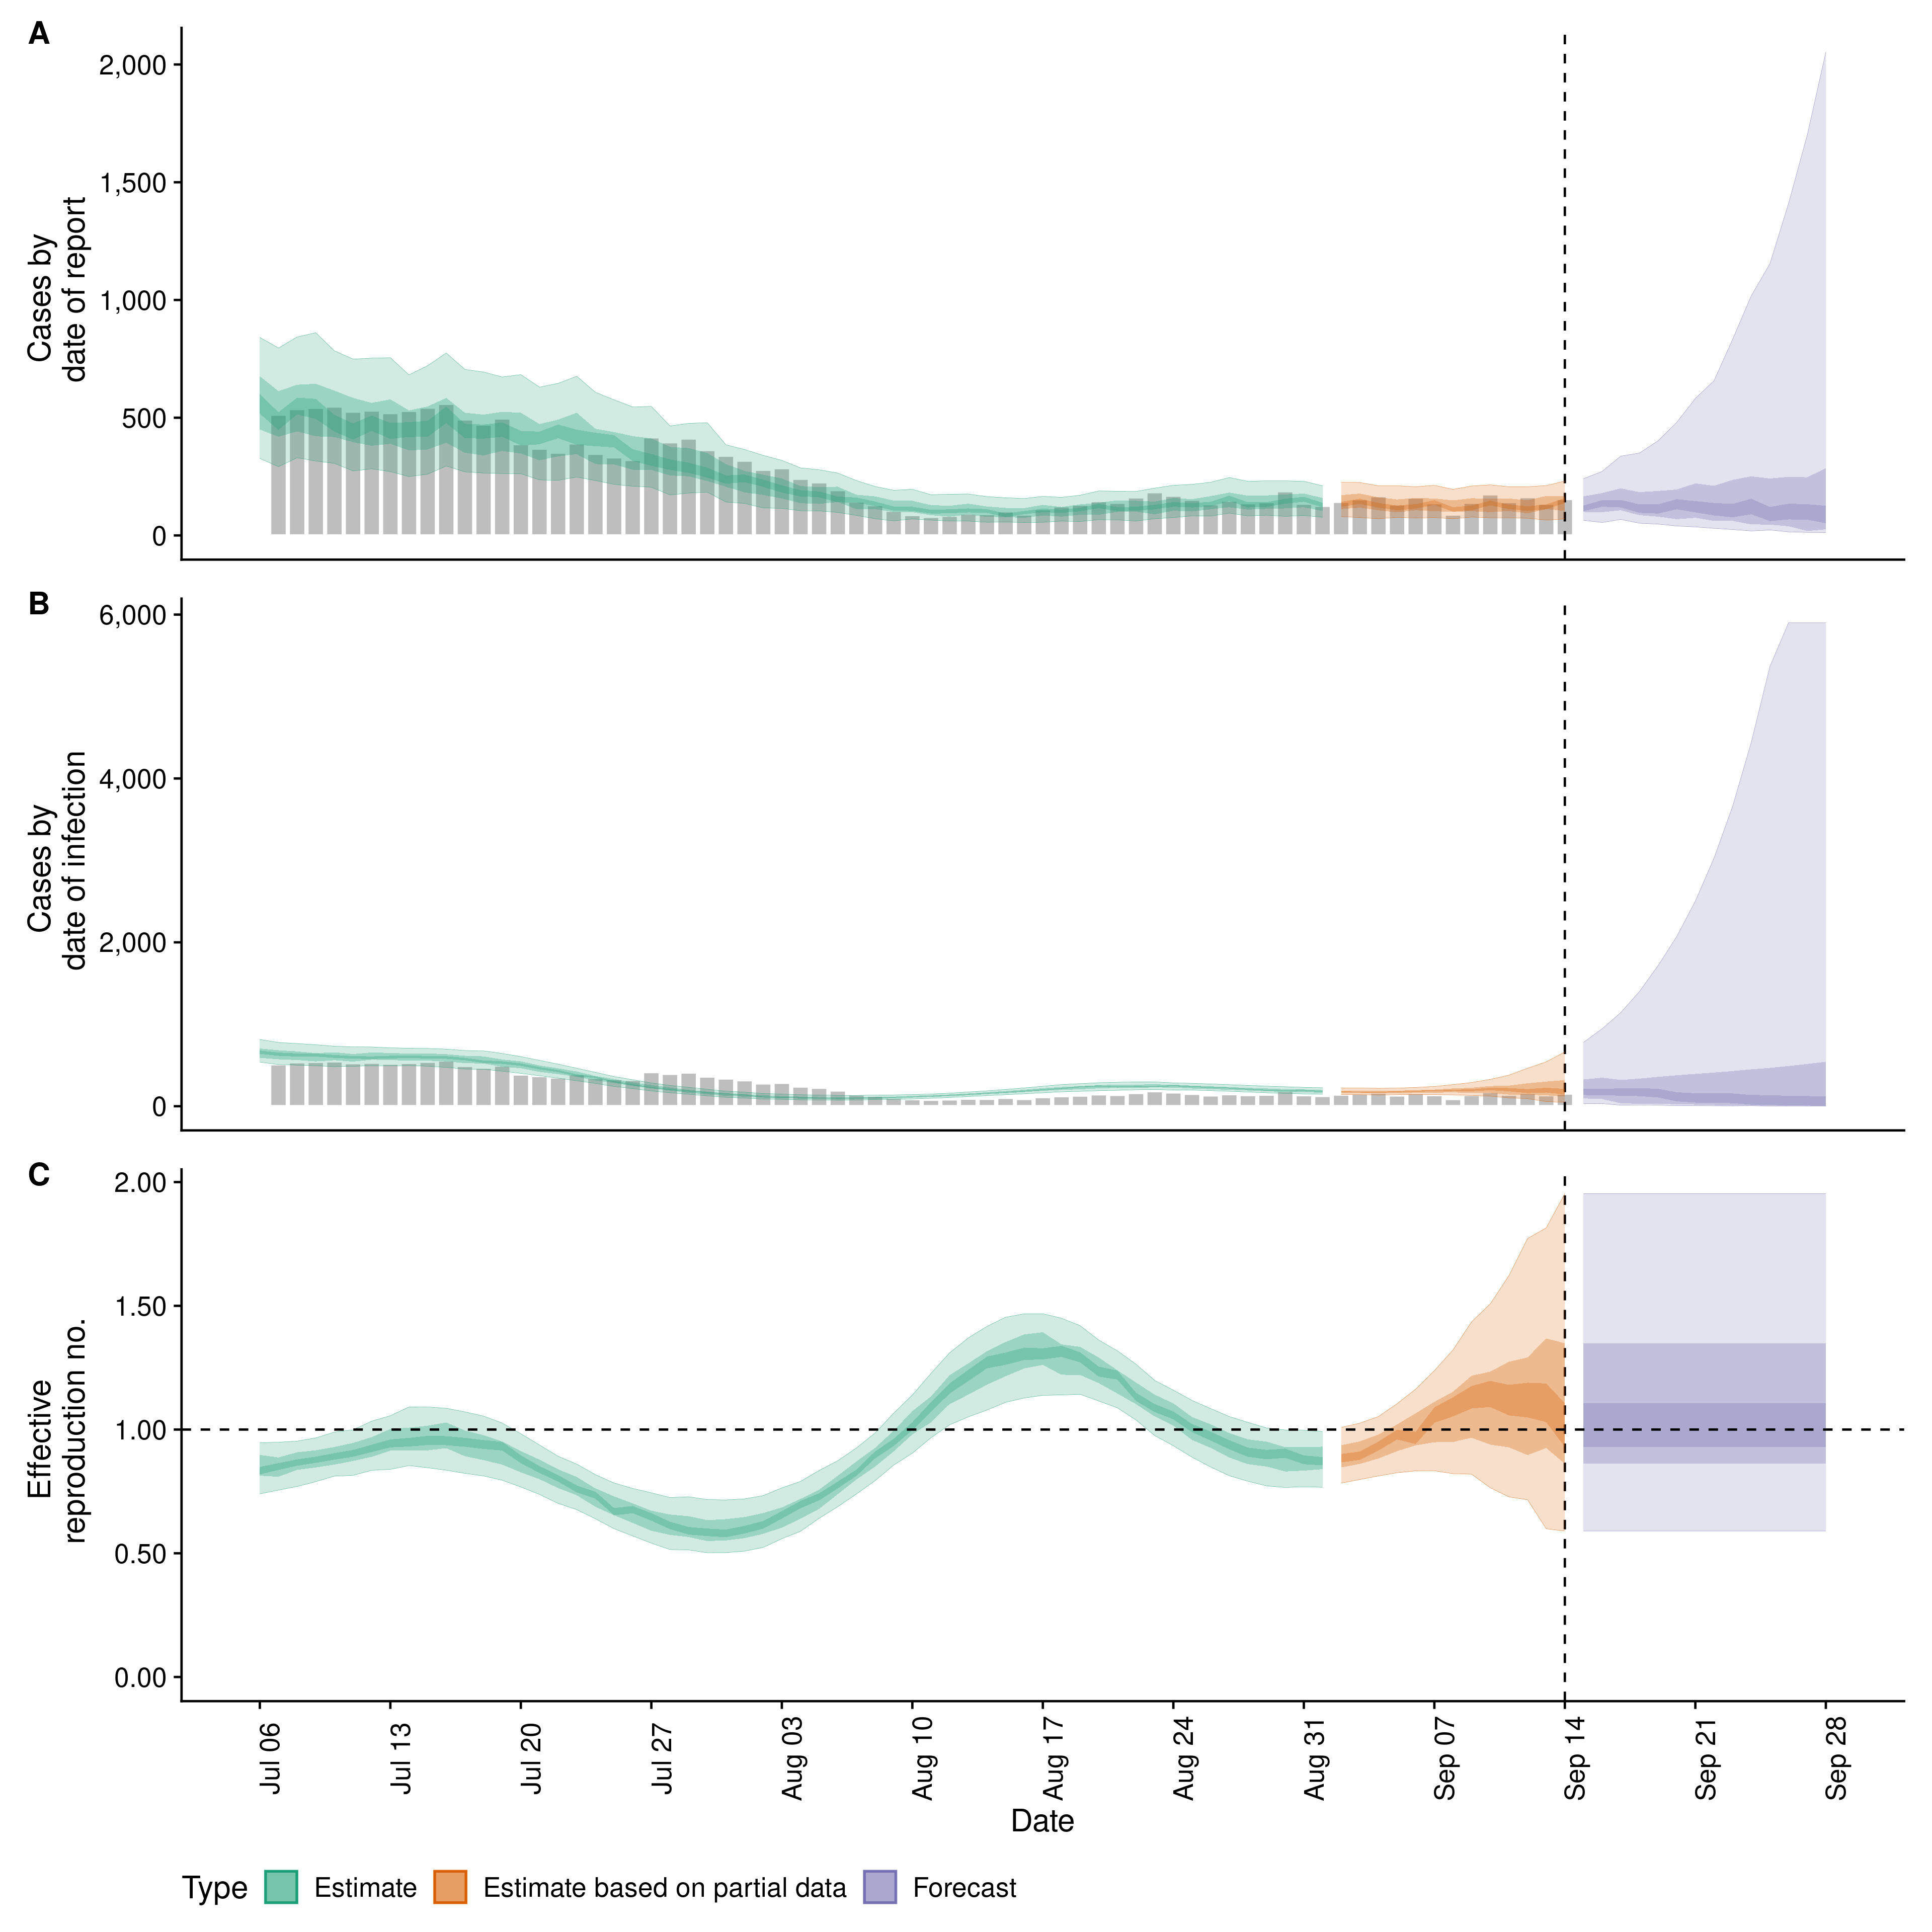 A
2,000
1,500
1,000
500
0
Cases by
date of report
B
6,000
4,000
2,000
0
Cases by
date of infection
C
2.00
1.50
1.00
0.50
0.00
Effective
reproduction no.
Jul 06
Jul 13
Jul 20
Jul 27
Aug 03
Aug 10
Aug 17
Aug 24
Aug 31
Sep 07
Sep 14
Sep 21
Sep 28
Date
Type Estimate Estimate based on partial data Forecast